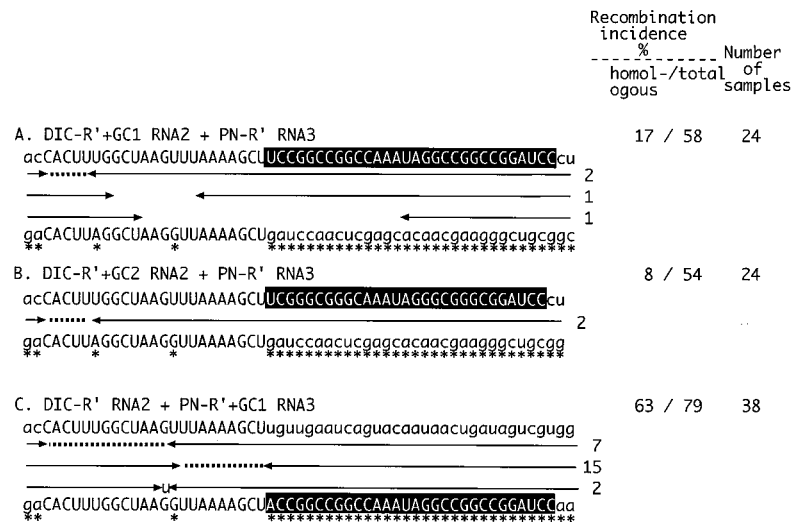 Recombination
incidence
%
Number
of
samples
homol-/total
ogous
A. DIC-R'+GC1 RNA2 + PN-R' RNA3 17 / 58 24
acCACUUUGGCUAAGUUUAAAAGCUUCCGGCCGGCCAAAUAGGCCGGCCGGAUCCcu
2
1
1
gaCACUUAGGCUAAGGUUAAAAGCUgauccaacucgagcacaacgaagggcugcggc
B. DIC-R'+GC2 RNA2 + PN-R' RNA3 8 / 54 24
acCACUUUGGCUAAGUUUAAAAGCUUCGGGCGGGCAAAUAGGGCGGGCGGAUCCcu
2
gaCACUUAGGCUAAGGUUAAAAGCUgauccaacucgagcacaacgaagggcugcgg
C. DIC-R' RNA2 + PN-R'+GC1 RNA3 63 / 79 38
acCACUUUGGCUAAGUUUAAAAGCUuguugaaucaguacaauaacugauagucgugg
7
15
U 2
gaCACUUUGGCUAAGGUUAAAAGCUACCGGCCGGCCAAAUAGGCCGGCCGGAUCCaa